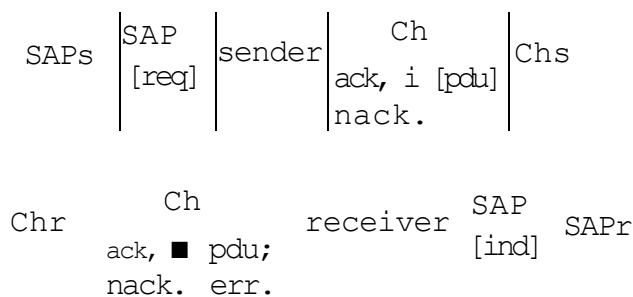 SAPs SAP [req] sender Ch ack, i [pdu] nack. Chs
Chr Ch ack, ■ pdu; nack. err. receiver SAP [ind] SAPr